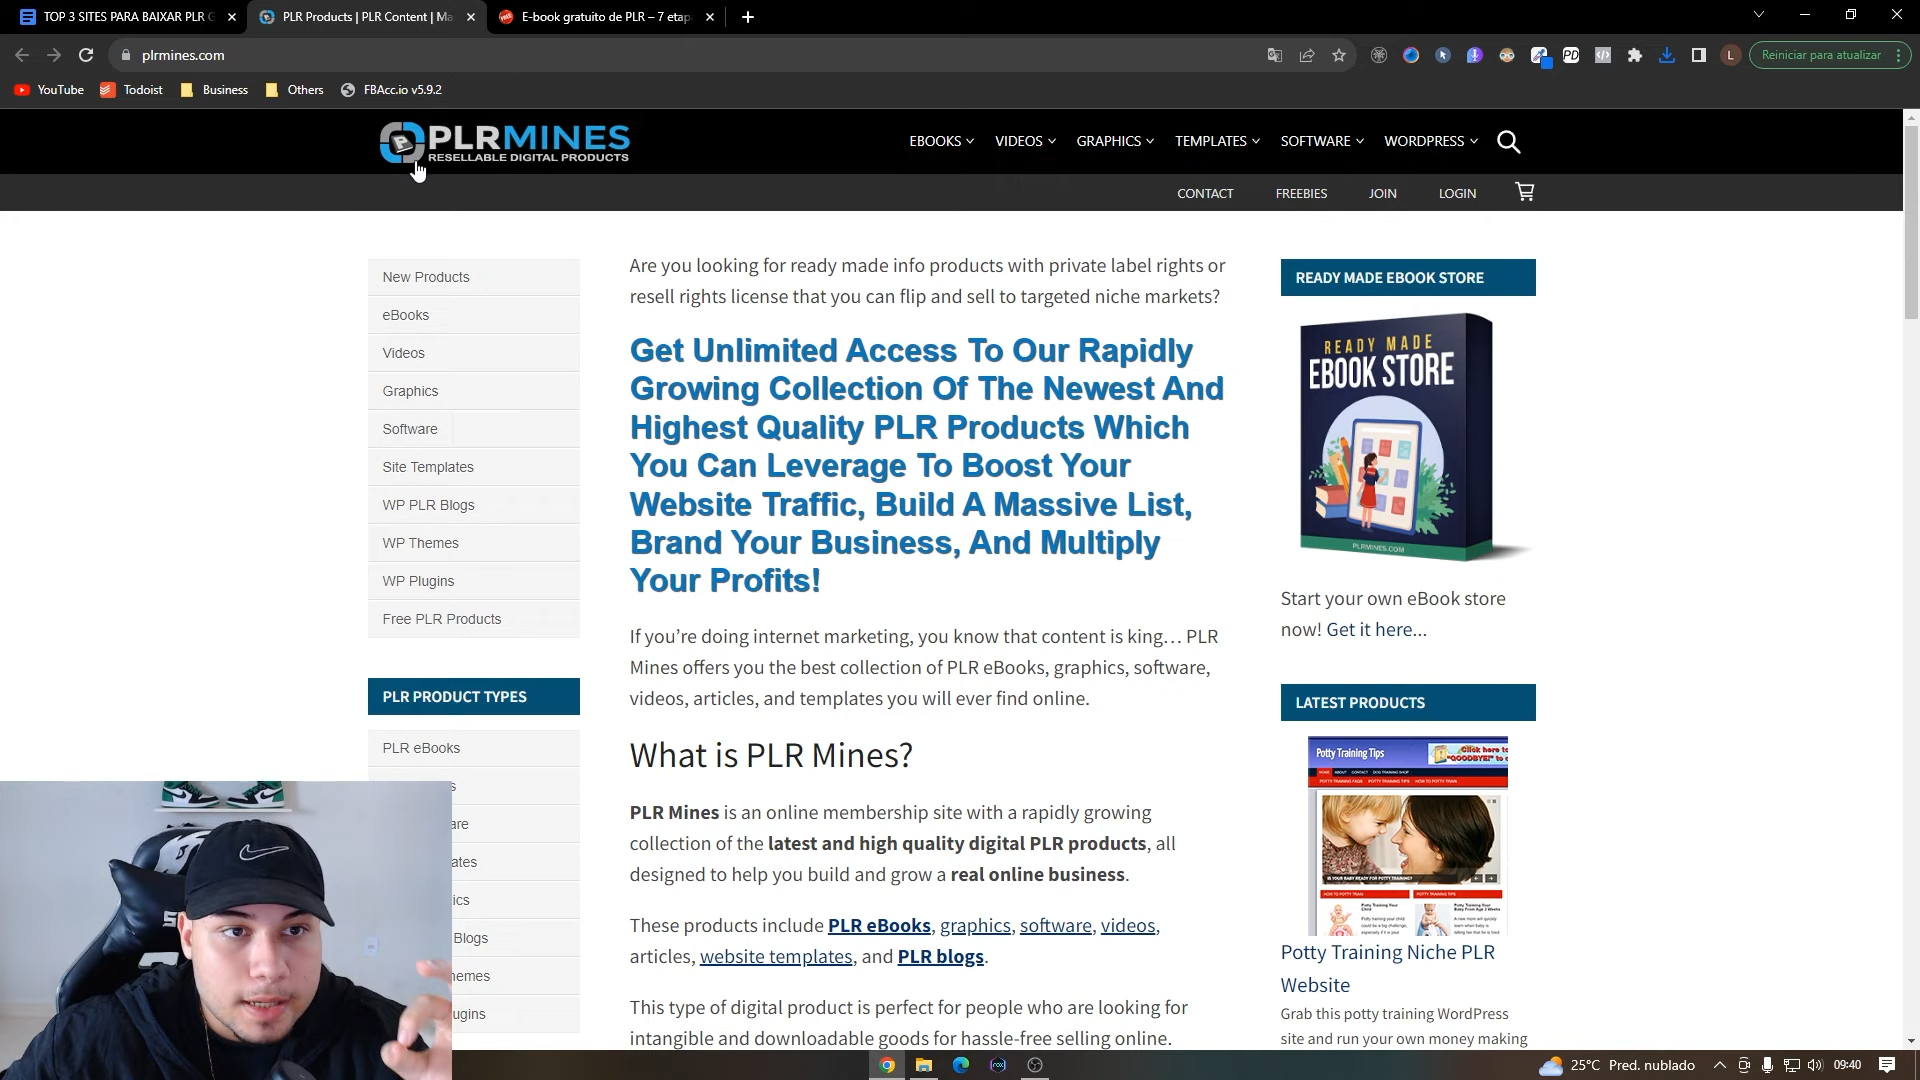 TOP 3 SITES PARA BAIXAR PLR G
PLR Products | PLR Content | Ma
E-book gratuito de PLR – 7 etap
plrmines.com
Reiniciar para atualizar
YouTube
Todoist
Business
Others
FBAcc.io v5.9.2
PLRMINES
RESELLABLE DIGITAL PRODUCTS
EBOOKS
VIDEOS
GRAPHICS
TEMPLATES
SOFTWARE
WORDPRESS
CONTACT
FREEBIES
JOIN
LOGIN
New Products
eBooks
Videos
Graphics
Software
Site Templates
WP PLR Blogs
WP Themes
WP Plugins
Free PLR Products
PLR PRODUCT TYPES
PLR eBooks
s
are
ates
ics
Blogs
hemes
ugins
Are you looking for ready made info products with private label rights or
resell rights license that you can flip and sell to targeted niche markets?
Get Unlimited Access To Our Rapidly
Growing Collection Of The Newest And
Highest Quality PLR Products Which
You Can Leverage To Boost Your
Website Traffic, Build A Massive List,
Brand Your Business, And Multiply
Your Profits!
If you’re doing internet marketing, you know that content is king… PLR
Mines offers you the best collection of PLR eBooks, graphics, software,
videos, articles, and templates you will ever find online.
What is PLR Mines?
PLR Mines is an online membership site with a rapidly growing
collection of the latest and high quality digital PLR products, all
designed to help you build and grow a real online business.
These products include PLR eBooks, graphics, software, videos,
articles, website templates, and PLR blogs.
This type of digital product is perfect for people who are looking for
intangible and downloadable goods for hassle-free selling online.
READY MADE EBOOK STORE
READY MADE
EBOOK STORE
PLRMINES.COM
Start your own eBook store
now! Get it here...
LATEST PRODUCTS
Potty Training Tips
Click here to
"GOODBYE!" to
Potty Training Niche PLR
Website
Grab this potty training WordPress
site and run your own money making
25°C Pred. nublado
09:40